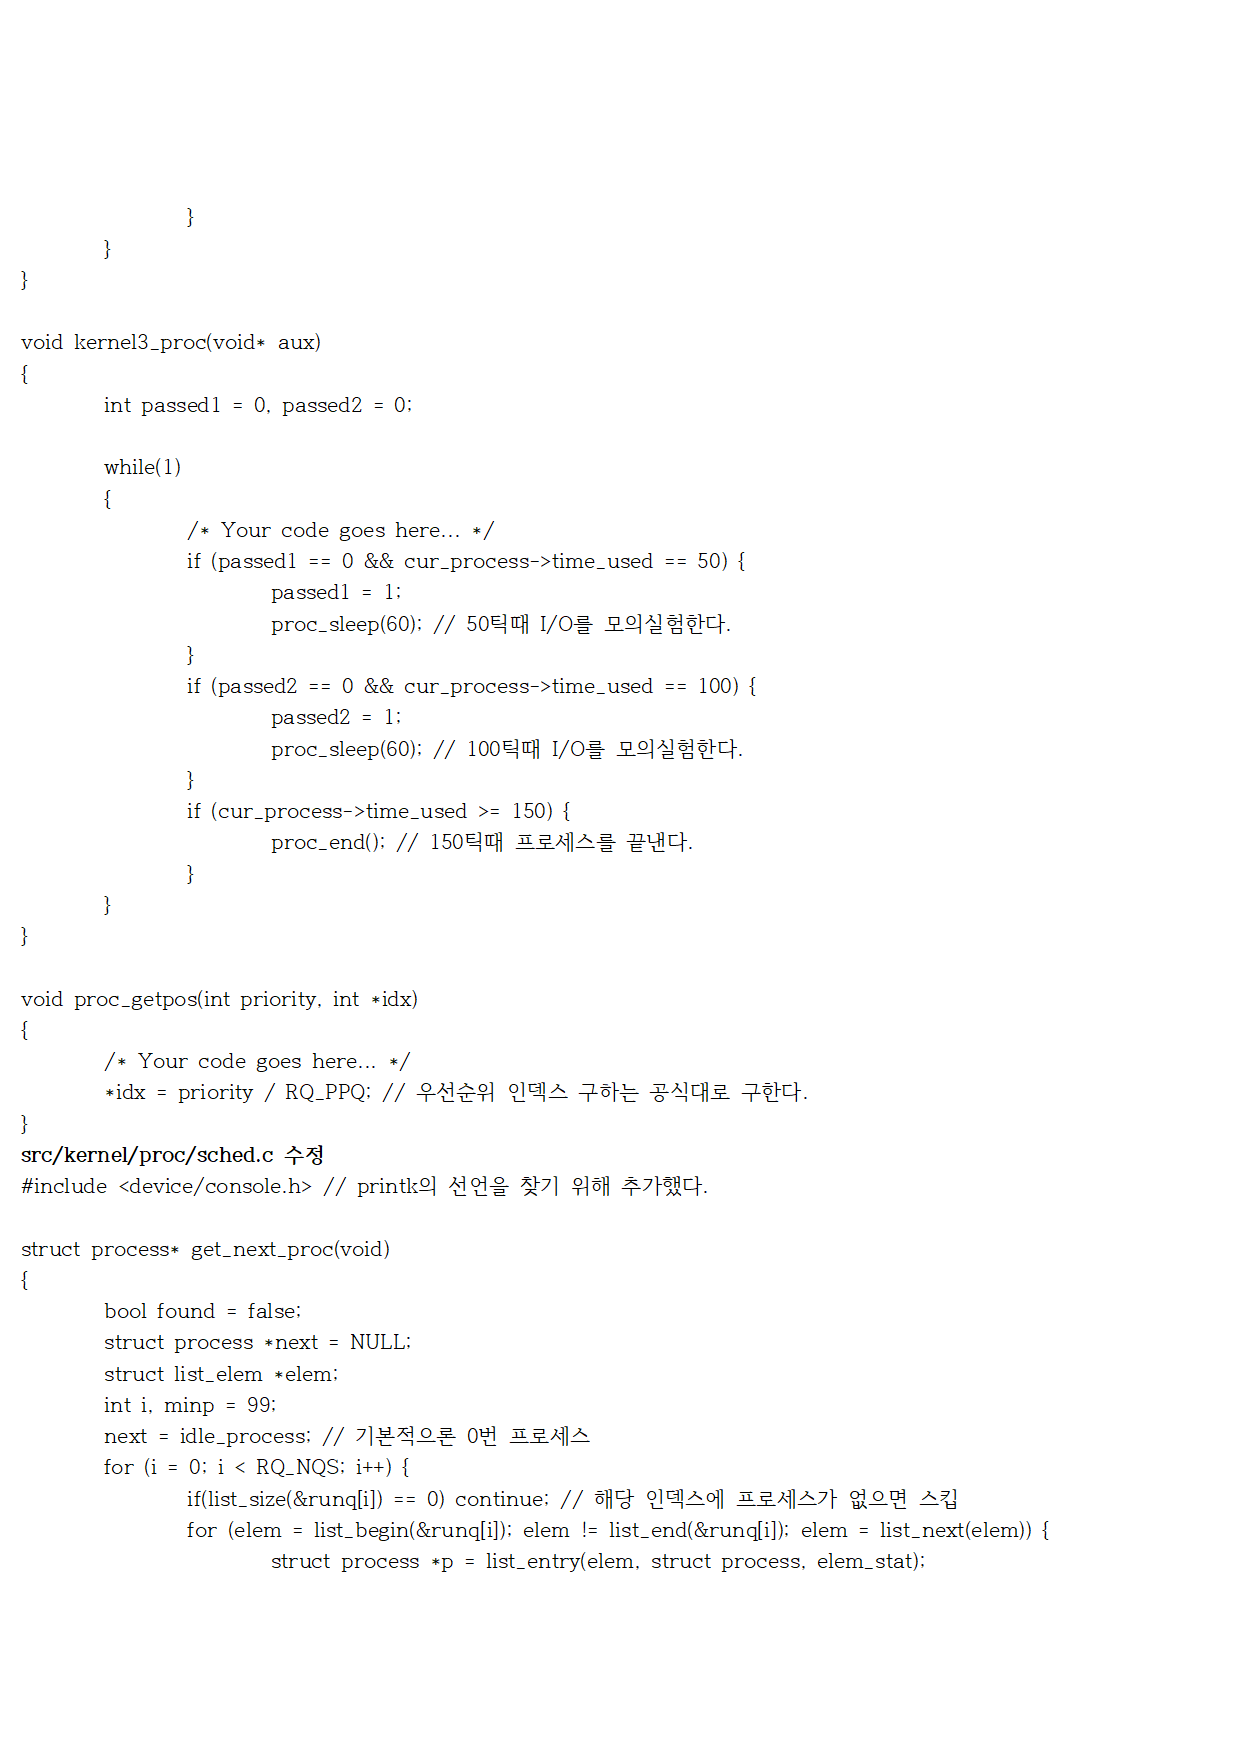 }
}
}
void kernel3_proc(void* aux)
{
int passed1 = 0, passed2 = 0;
while(1)
{
/* Your code goes here... */
if (passed1 == 0 && cur_process->time_used == 50) {
passed1 = 1;
proc_sleep(60); // 50틱때 I/O를 모의실험한다.
}
if (passed2 == 0 && cur_process->time_used == 100) {
passed2 = 1;
proc_sleep(60); // 100틱때 I/O를 모의실험한다.
}
if (cur_process->time_used >= 150) {
proc_end(); // 150틱때 프로세스를 끝낸다.
}
}
}
void proc_getpos(int priority, int *idx)
{
/* Your code goes here... */
*idx = priority / RQ_PPQ; // 우선순위 인덱스 구하는 공식대로 구한다.
}
src/kernel/proc/sched.c 수정
#include <device/console.h> // printk의 선언을 찾기 위해 추가했다.
struct process* get_next_proc(void)
{
bool found = false;
struct process *next = NULL;
struct list_elem *elem;
int i, minp = 99;
next = idle_process; // 기본적으론 0번 프로세스
for (i = 0; i < RQ_NQS; i++) {
if(list_size(&runq[i]) == 0) continue; // 해당 인덱스에 프로세스가 없으면 스킵
for (elem = list_begin(&runq[i]); elem != list_end(&runq[i]); elem = list_next(elem)) {
struct process *p = list_entry(elem, struct process, elem_stat);